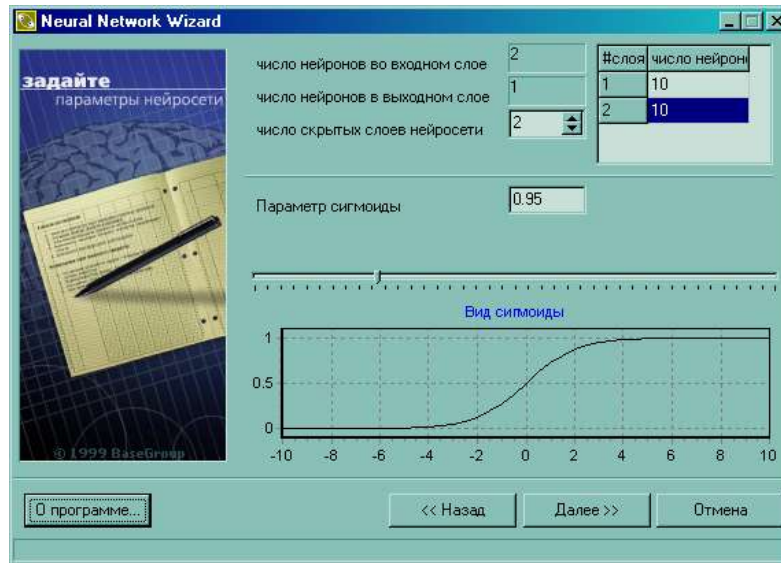 Neural Network Wizard
задайте
параметры нейросети
© 1999 BaseGroup
число нейронов во входном слое 2
число нейронов в выходном слое 1
число скрытых слоев нейросети 2
#слоя число нейрон
1 10
2 10
Параметр сигмоиды 0.95
Вид сигмоиды
1
0.5
0
-10 -8 -6 -4 -2 0 2 4 6 8 10
О программе...
<< Назад
Далее >>
Отмена